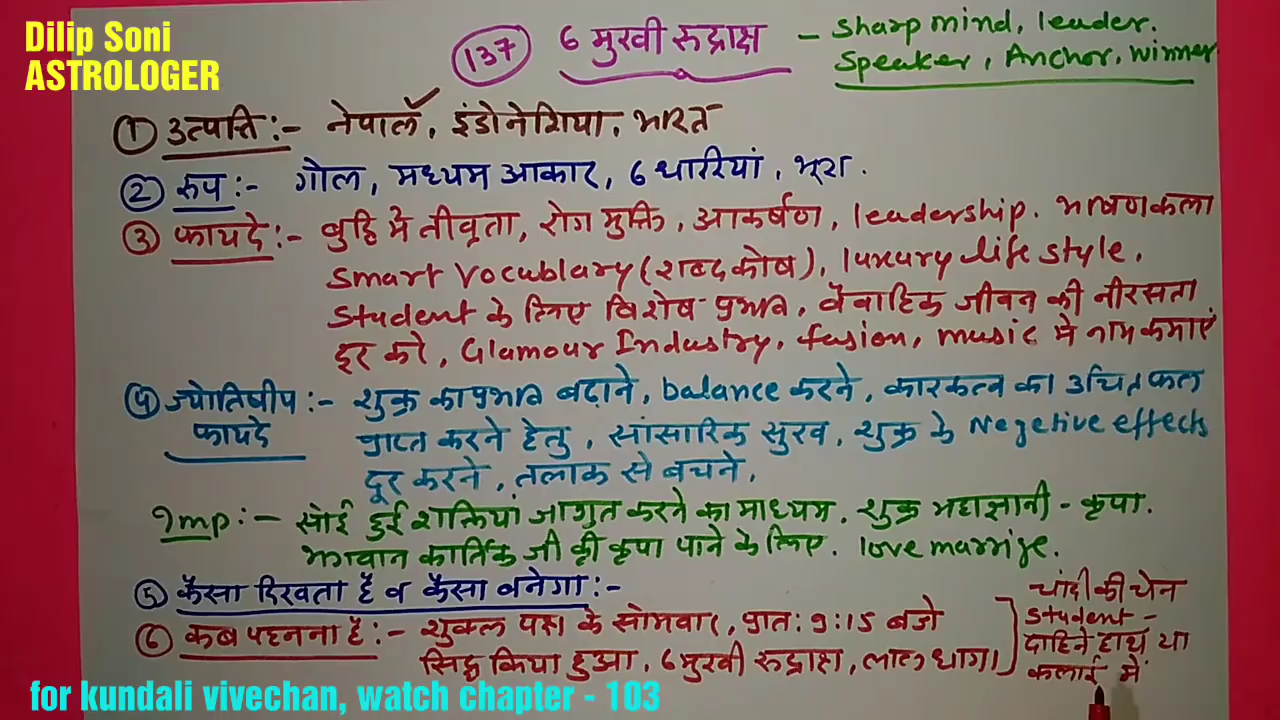 Dilip Soni
ASTROLOGER
137 6 मुखी रुद्राक्ष - sharp mind, leader.
speaker, Anchor, winner
① उत्पत्ति :- नेपाल, इंडोनेशिया, भारत
② रूप :- गोल, मध्यम आकार, 6 धारियां, भूरा.
③ फायदे :- बुद्धि मे तीव्रता, रोग मुक्ति, आकर्षण, leadership. भाषणकला
smart vocublary (शब्दकोष), luxury life style.
student के लिए विशेष प्रभाव, वैवाहिक जीवन की नीरसता
दूर करे, Glamour Industry, fusion, music मे नाम कमाएं
④ ज्योतिषीय :- शुक्र का प्रभाव बढ़ाने, balance करने, कारकत्व का उचित फल
फायदे प्राप्त करने हेतु, सांसारिक सुख, शुक्र के Negetive effects
दूर करने, तलाक से बचने.
Imp :- सोई हुई शक्तियां जागृत करने का माध्यम. शुक्र महाज्ञानी - कृपा.
भगवान कार्तिक जी की कृपा पाने के लिए. love marrije.
⑤ कैसा दिखता है व कैसा बनेगा :-
⑥ कब पहनना है :- शुक्ल पक्ष के सोमवार, प्रात: 9:15 बजे
सिद्ध किया हुआ, 6 मुखी रुद्राक्ष, लाल धागा
चांदी की चेन
student -
दाहिने हाथ या
कलाई में
for kundali vivechan, watch chapter - 103